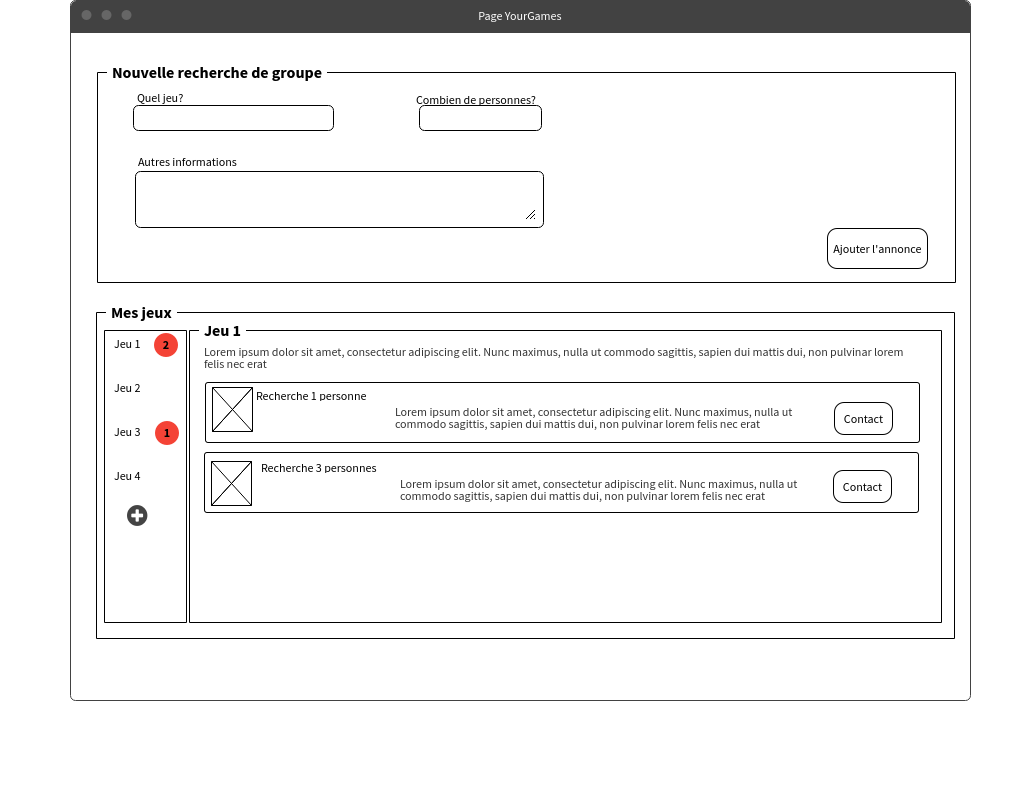 Page YourGames
Nouvelle recherche de groupe
Quel jeu?
Combien de personnes?
Autres informations
Ajouter l'annonce
Mes jeux
Jeu 1
2
Jeu 2
Jeu 3
1
Jeu 4
Jeu 1
Lorem ipsum dolor sit amet, consectetur adipiscing elit. Nunc maximus, nulla ut commodo sagittis, sapien dui mattis dui, non pulvinar lorem
felis nec erat
Recherche 1 personne
Lorem ipsum dolor sit amet, consectetur adipiscing elit. Nunc maximus, nulla ut
commodo sagittis, sapien dui mattis dui, non pulvinar lorem felis nec erat
Contact
Recherche 3 personnes
Lorem ipsum dolor sit amet, consectetur adipiscing elit. Nunc maximus, nulla ut
commodo sagittis, sapien dui mattis dui, non pulvinar lorem felis nec erat
Contact